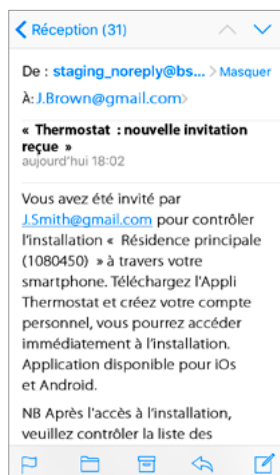 Réception (31)
De : staging_noreply@bs... > Masquer
À: J.Brown@gmail.com>
« Thermostat : nouvelle invitation
reçue »
aujourd'hui 18:02
Vous avez été invité par
J.Smith@gmail.com pour contrôler
l'installation « Résidence principale
(1080450) » à travers votre
smartphone. Téléchargez l'Appli
Thermostat et créez votre compte
personnel, vous pourrez accéder
immédiatement à l'installation.
Application disponible pour iOs
et Android.
NB Après l'accès à l'installation,
veuillez contrôler la liste des